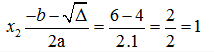 x₂ (-b - √Δ)/2a = (6-4)/2.1 = 2/2 = 1